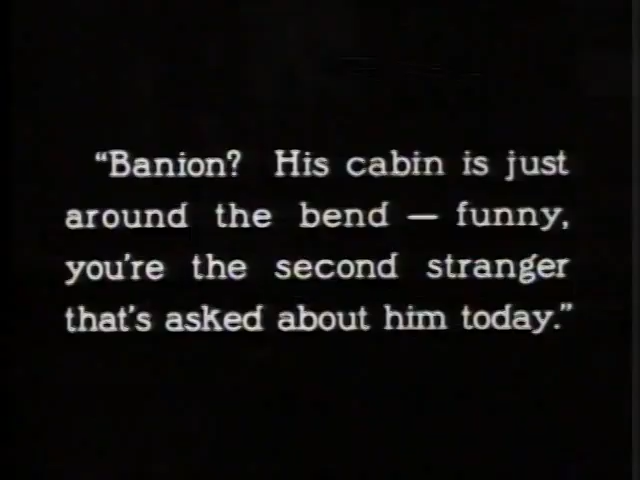 “Banion? His cabin is just
around the bend — funny,
you're the second stranger
that's asked about him today.”